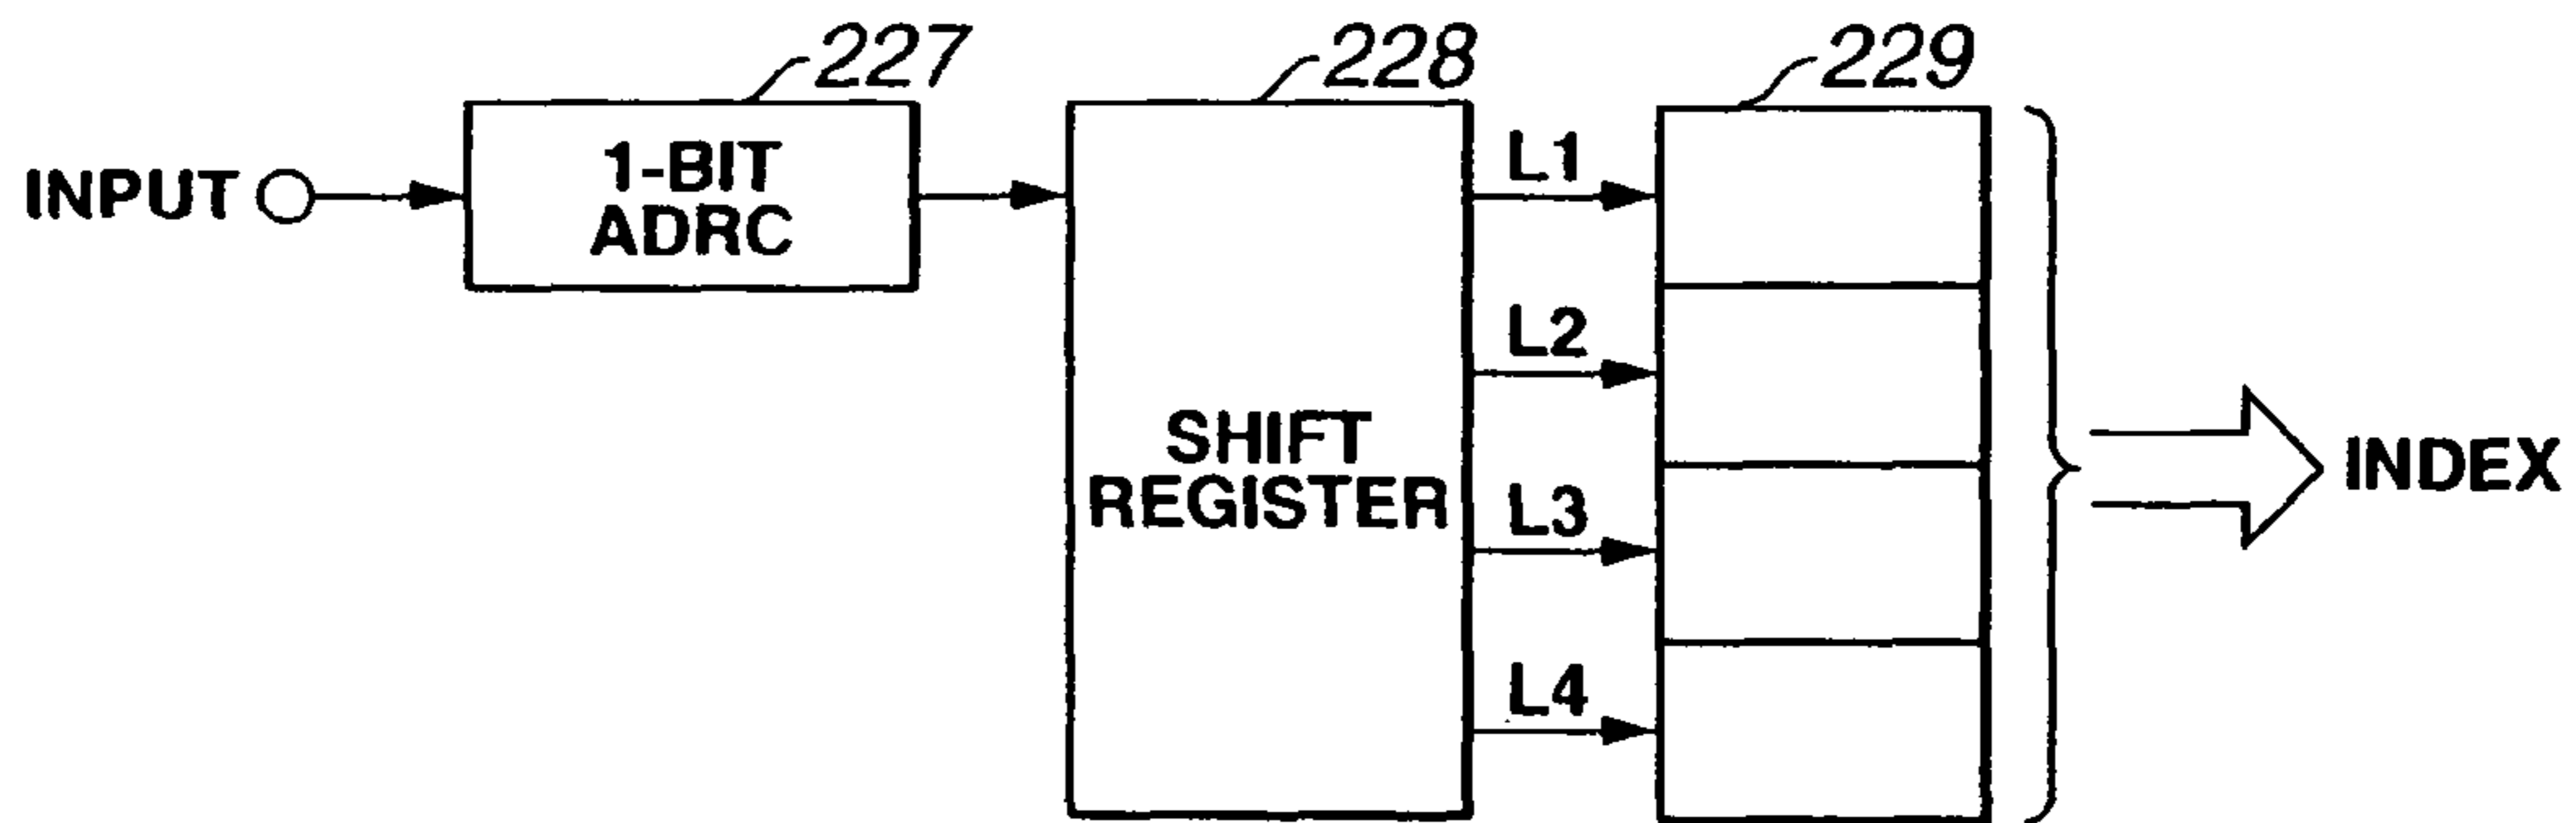 227
228
229
INPUT
1-BIT
ADRC
L1
L2
SHIFT
REGISTER
L3
L4
INDEX